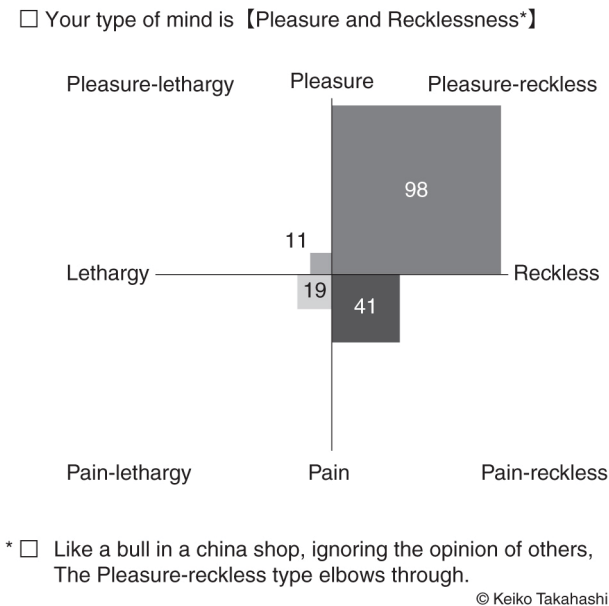 □ Your type of mind is【Pleasure and Recklessness*】
Pleasure-lethargy Pleasure Pleasure-reckless
98
11
Lethargy Reckless
19 41
Pain-lethargy Pain Pain-reckless
* □ Like a bull in a china shop, ignoring the opinion of others,
The Pleasure-reckless type elbows through.
© Keiko Takahashi